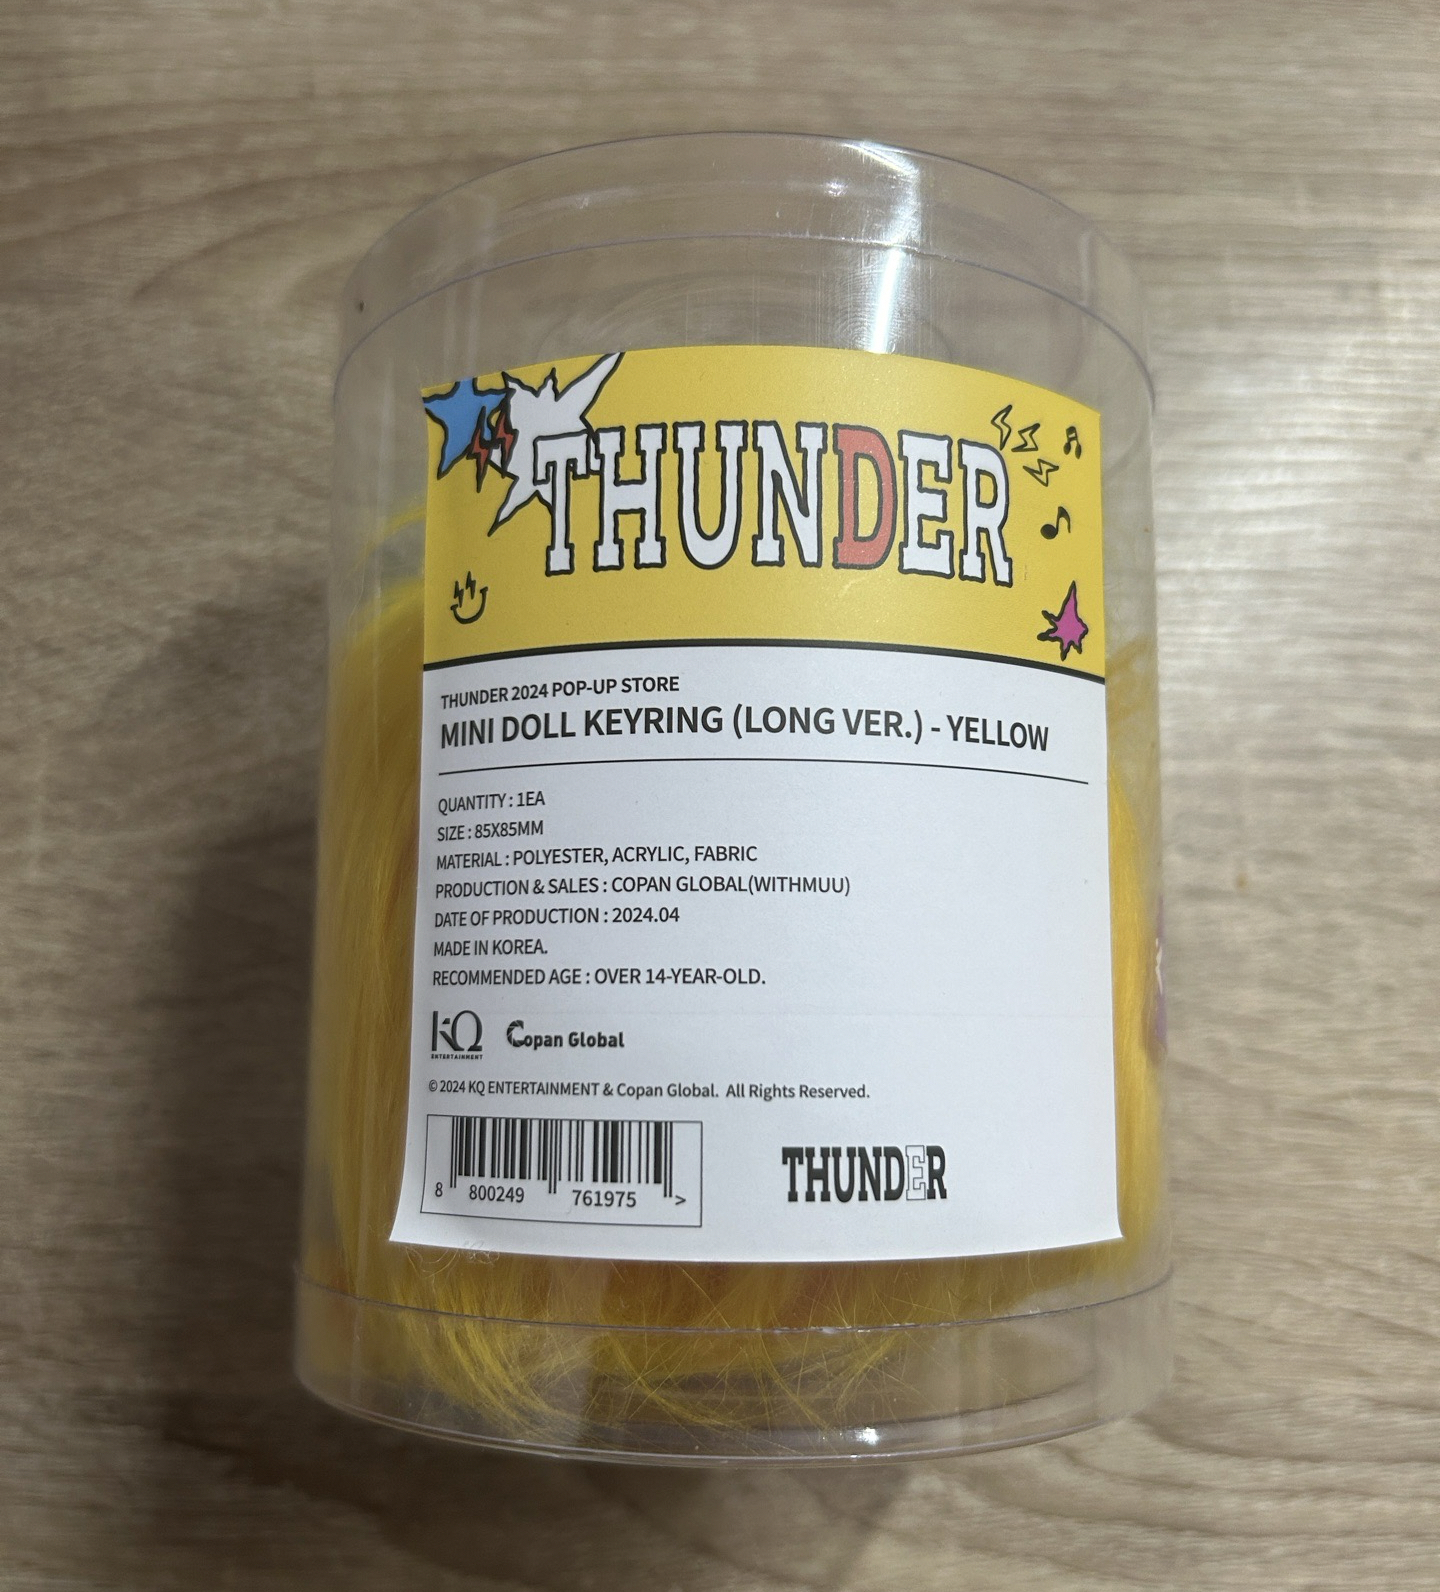 THUNDER
THUNDER 2024 POP-UP STORE
MINI DOLL KEYRING (LONG VER.) - YELLOW
QUANTITY : 1EA
SIZE : 85X85MM
MATERIAL : POLYESTER, ACRYLIC, FABRIC
PRODUCTION & SALES : COPAN GLOBAL(WITHMUU)
DATE OF PRODUCTION : 2024.04
MADE IN KOREA.
RECOMMENDED AGE : OVER 14-YEAR-OLD.
KQ
ENTERTAINMENT
Copan Global
© 2024 KQ ENTERTAINMENT & Copan Global. All Rights Reserved.
8 800249 761975 >
THUNDER